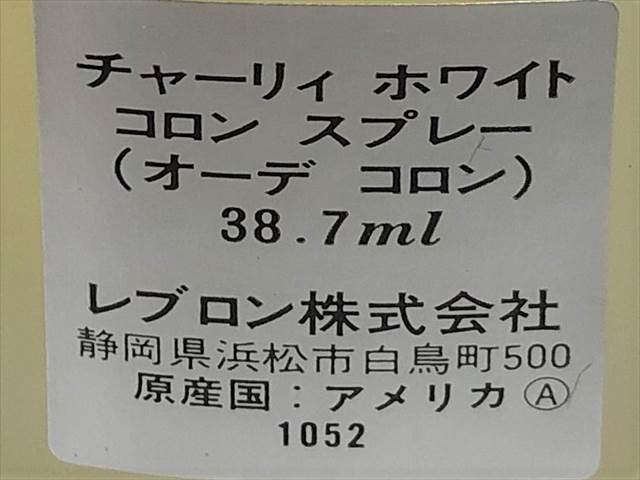 チャーリィ ホワイト
コロン スプレー
(オーデ コロン)
38.7ml
レブロン株式会社
静岡県浜松市白鳥町500
原産国:アメリカ Ⓐ
1052